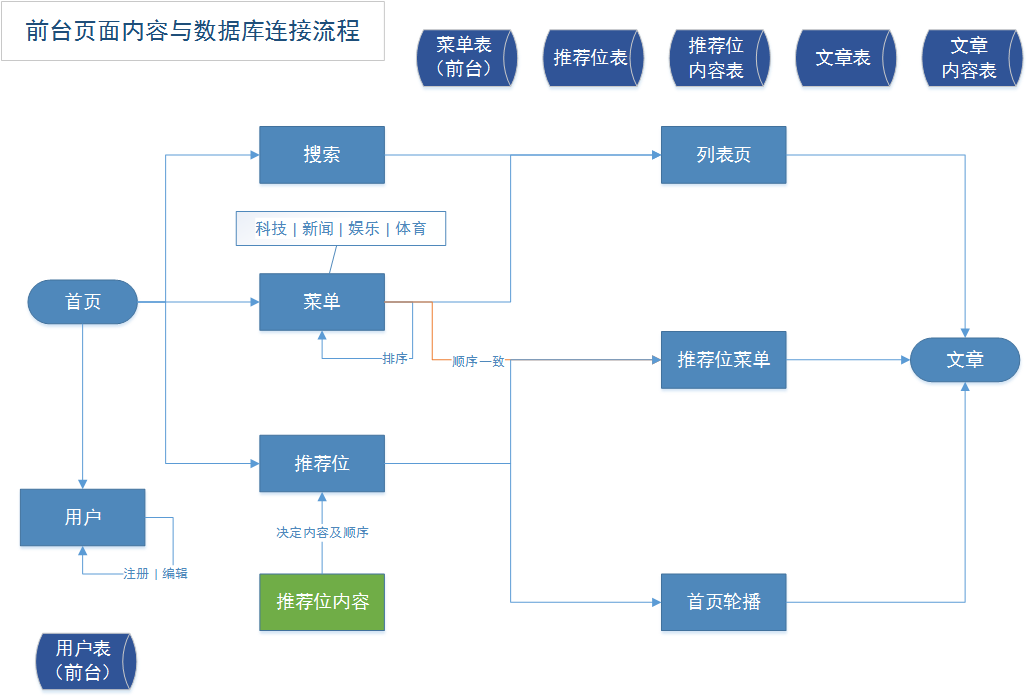 前台页面内容与数据库连接流程
菜单表
（前台）
推荐位表
推荐位
内容表
文章表
文章
内容表
搜索
列表页
科技 | 新闻 | 娱乐 | 体育
首页
菜单
排序
顺序一致
推荐位菜单
文章
推荐位
用户
决定内容及顺序
注册 | 编辑
推荐位内容
首页轮播
用户表
（前台）